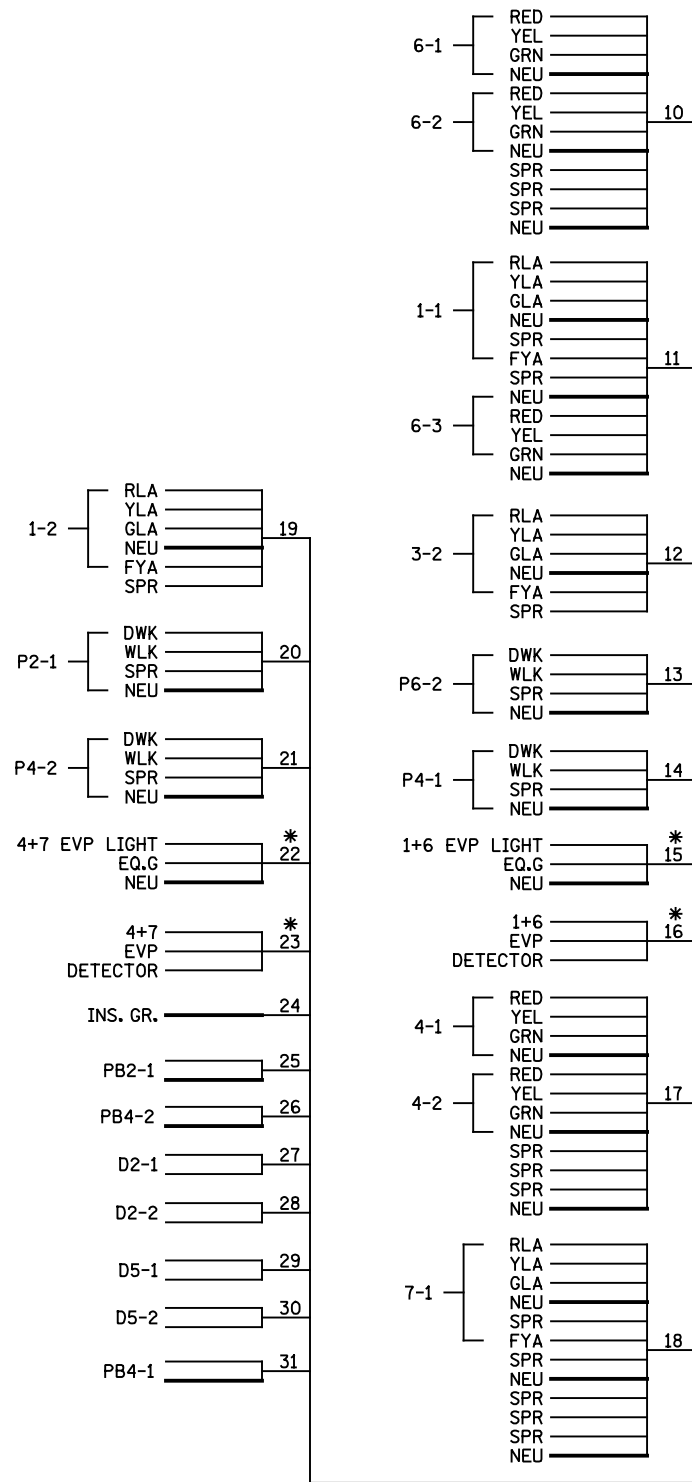 RED
YEL
6-1
GRN
NEU
RED
YEL
6-2
10
GRN
NEU
SPR
SPR
SPR
NEU
RLA
YLA
GLA
1-1
NEU
SPR
FYA
11
SPR
NEU
RED
6-3
YEL
GRN
NEU
RLA
YLA
1-2
GLA
19
NEU
FYA
SPR
RLA
YLA
3-2
GLA
12
NEU
FYA
SPR
DWK
P2-1
WLK
20
SPR
NEU
DWK
P6-2
WLK
13
SPR
NEU
DWK
P4-2
WLK
21
SPR
NEU
DWK
P4-1
WLK
14
SPR
NEU
4+7 EVP LIGHT
*
EQ.G
22
NEU
1+6 EVP LIGHT
*
EQ.G
15
NEU
4+7
*
EVP
23
DETECTOR
1+6
*
EVP
16
DETECTOR
INS. GR.
24
PB2-1
25
PB4-2
26
D2-1
27
D2-2
28
D5-1
29
D5-2
30
PB4-1
31
RED
YEL
4-1
GRN
NEU
RED
YEL
4-2
17
GRN
NEU
SPR
SPR
SPR
NEU
RLA
YLA
7-1
GLA
NEU
SPR
FYA
18
SPR
NEU
SPR
SPR
SPR
NEU